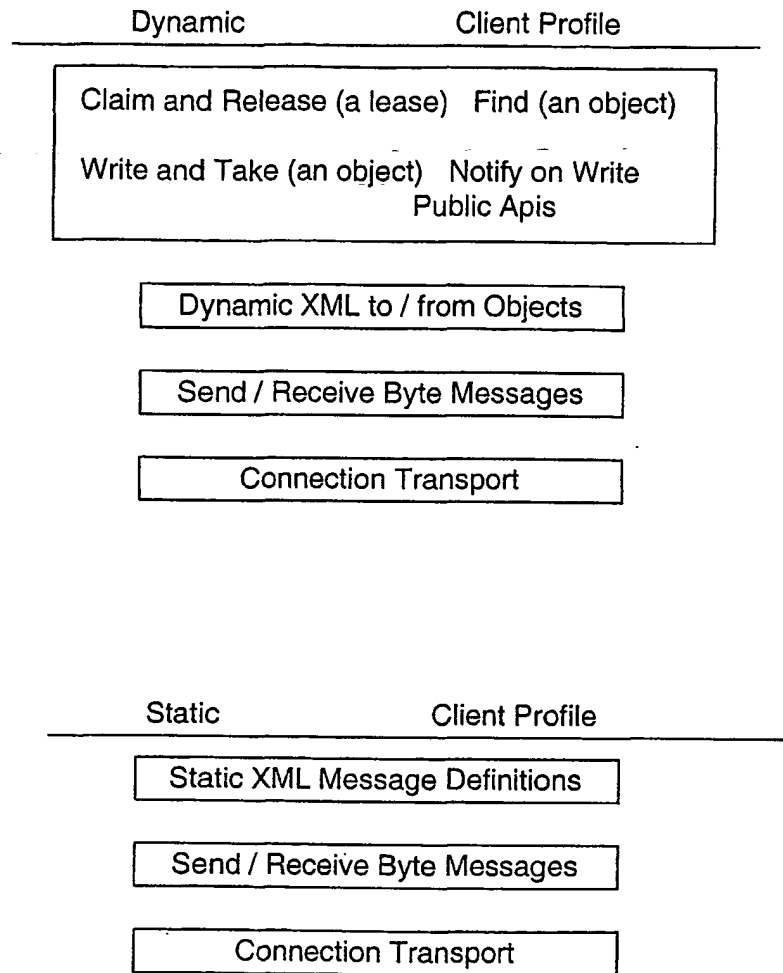 Dynamic Client Profile
Claim and Release (a lease) Find (an object)
Write and Take (an object) Notify on Write
Public Apis
Dynamic XML to / from Objects
Send / Receive Byte Messages
Connection Transport
Static Client Profile
Static XML Message Definitions
Send / Receive Byte Messages
Connection Transport